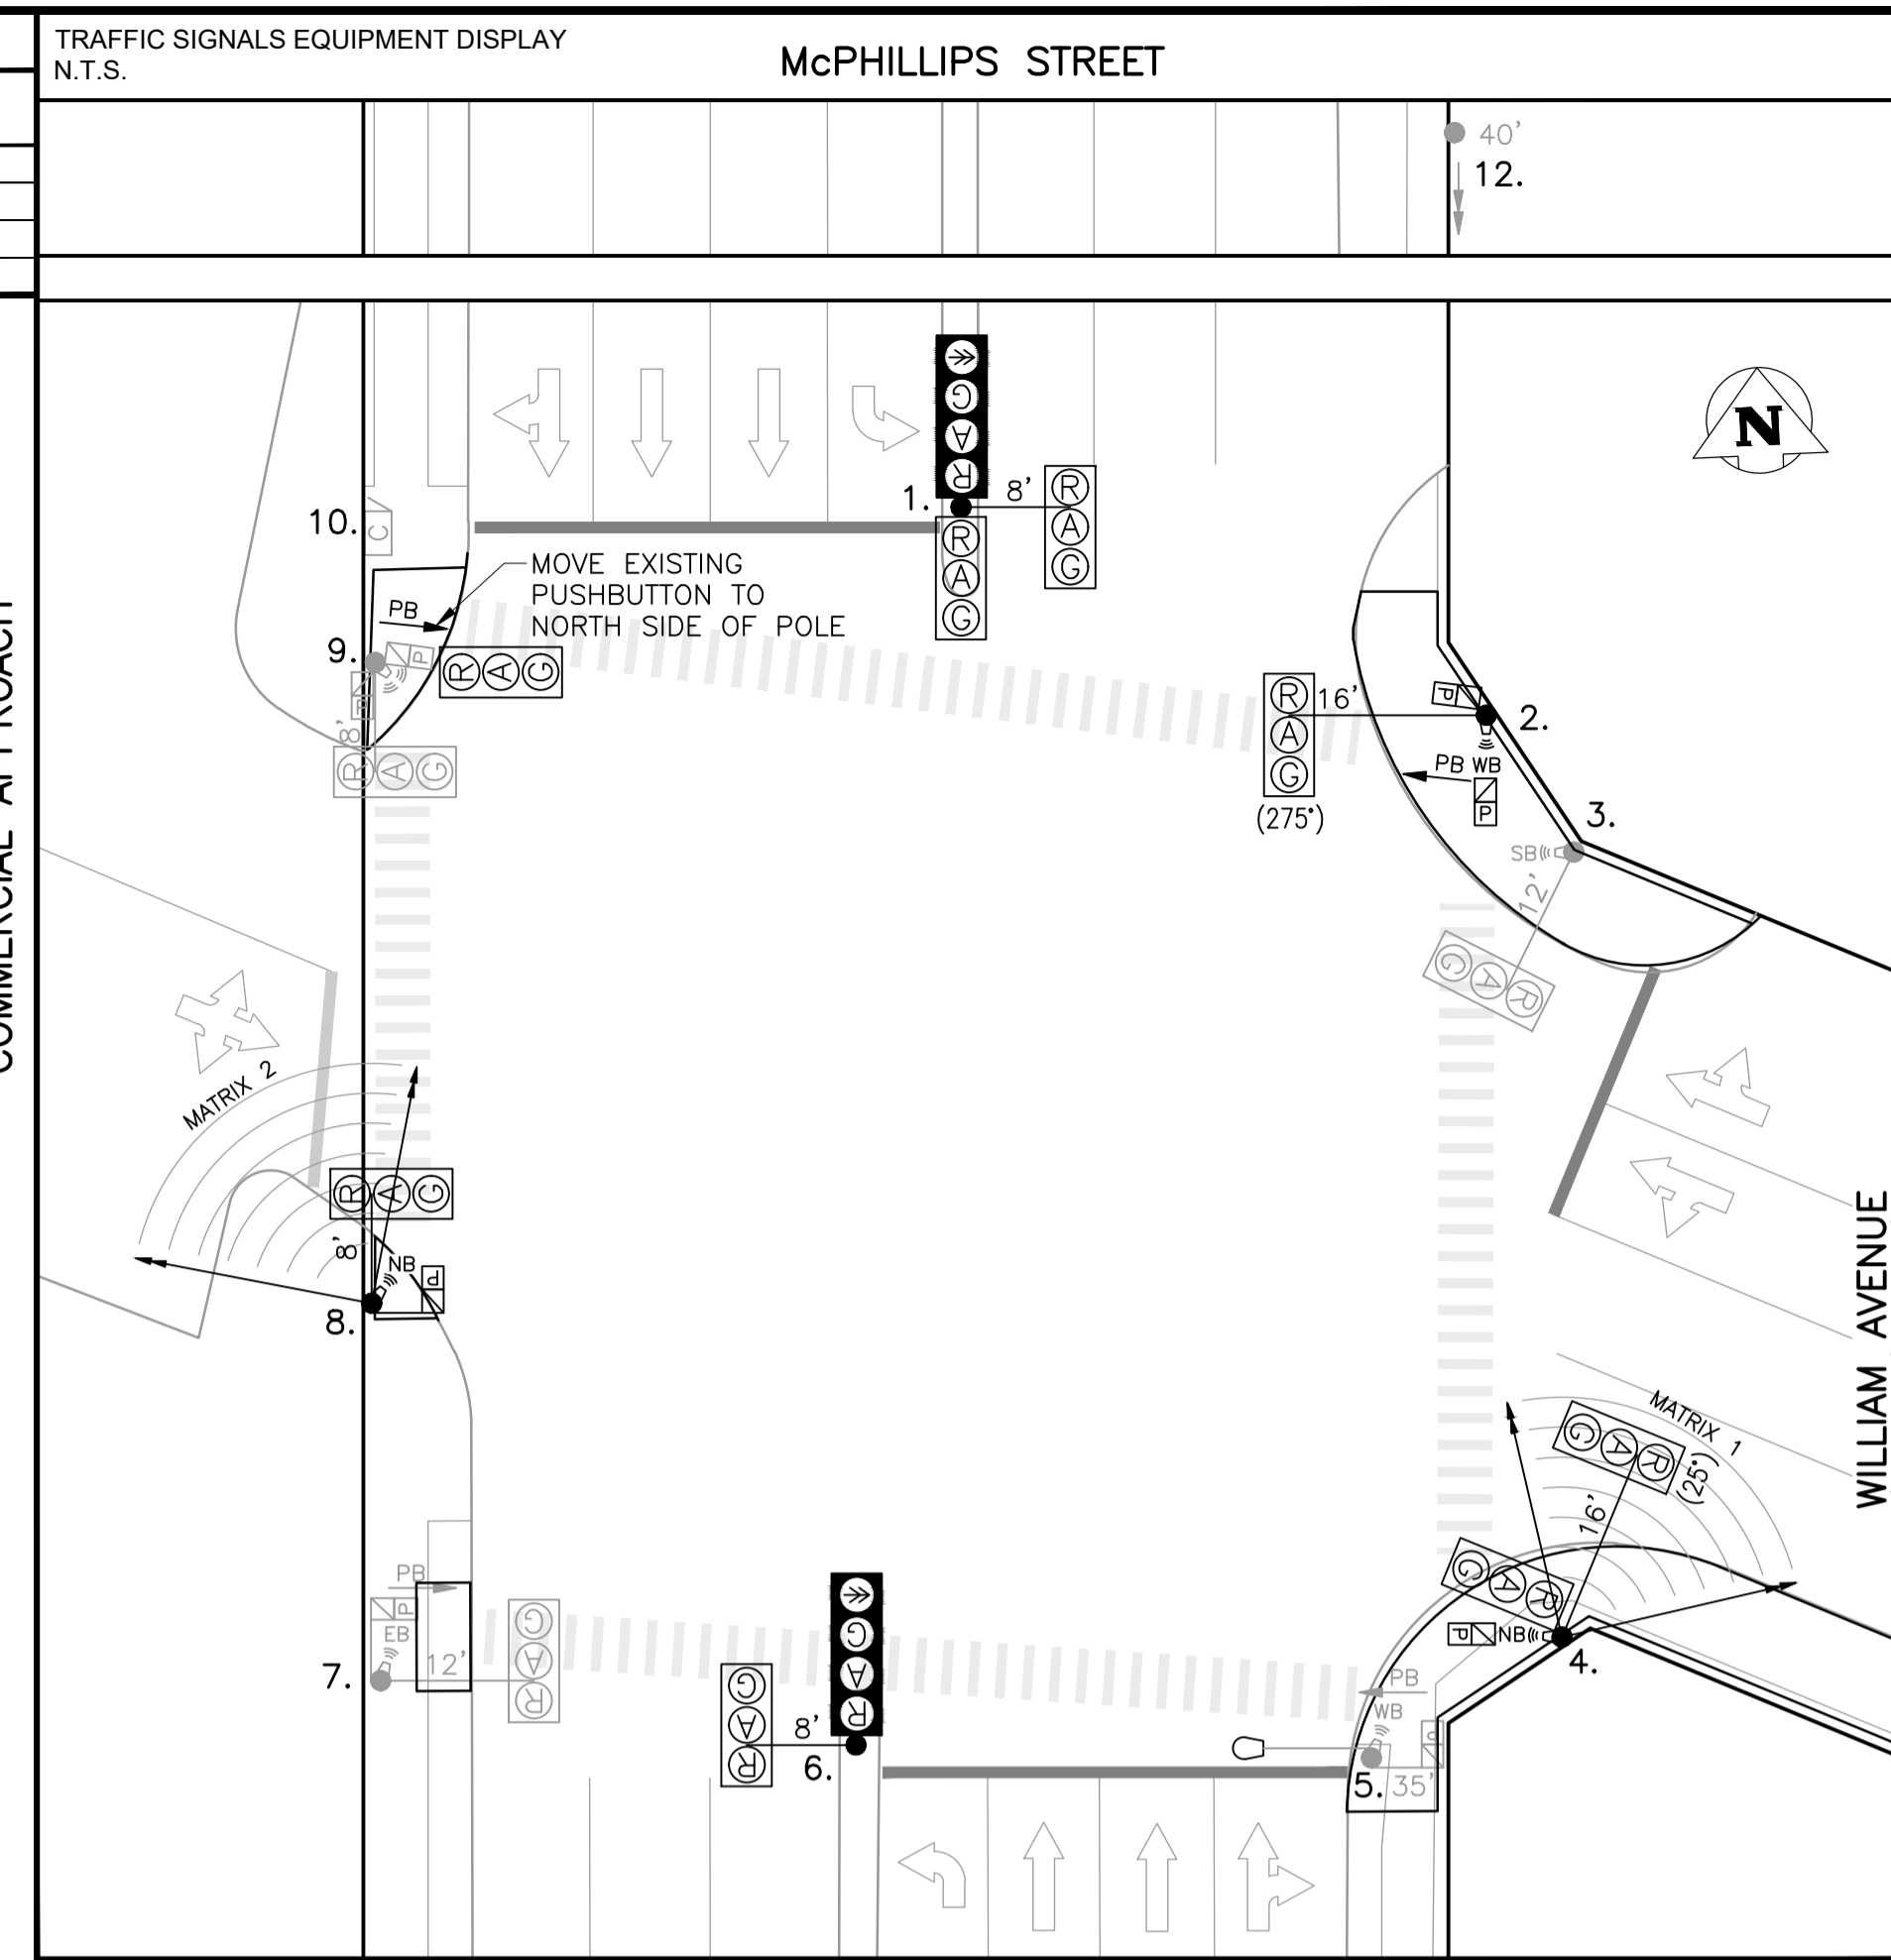 TRAFFIC SIGNALS EQUIPMENT DISPLAY
N.T.S.
McPHILLIPS STREET
40'
12.
N
1.
G
A
R
8'
R
A
G
R
A
G
10.
C
MOVE EXISTING
PUSHBUTTON TO
NORTH SIDE OF POLE
PB
9.
P
P
R A G
8'
R A G
R
A
G
16'
(275°)
P
2.
PB WB
P
3.
SB
12'
G A R
COMMERCIAL APPROACH
MATRIX 2
R A G
8'
NB
P
8.
WILLIAM AVENUE
MATRIX 1
G A R
(25°)
16'
G A R
P
NB
4.
PB
P
EB
7.
12'
G
A
R
G
A
R
8'
6.
G
A
R
PB
WB
P
5.
35'